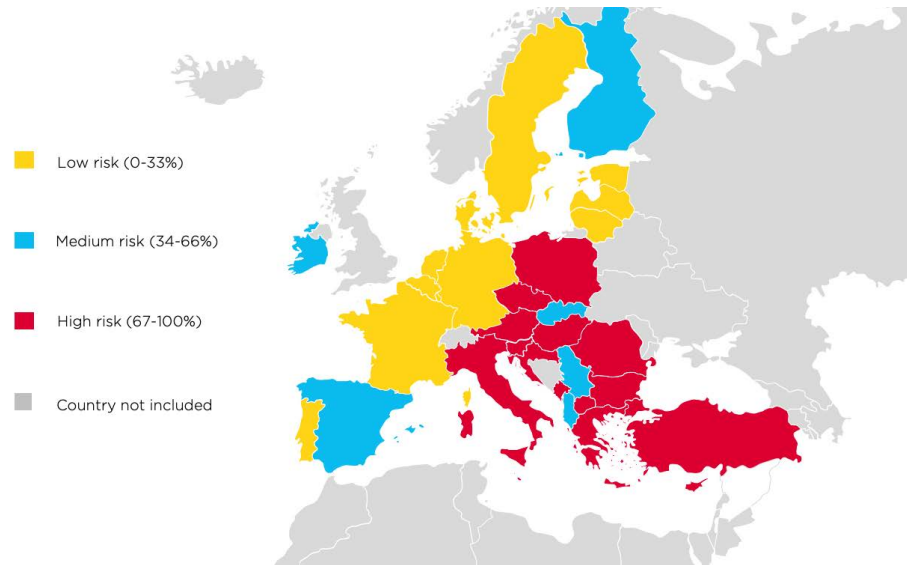 Low risk (0-33%)
Medium risk (34-66%)
High risk (67-100%)
Country not included